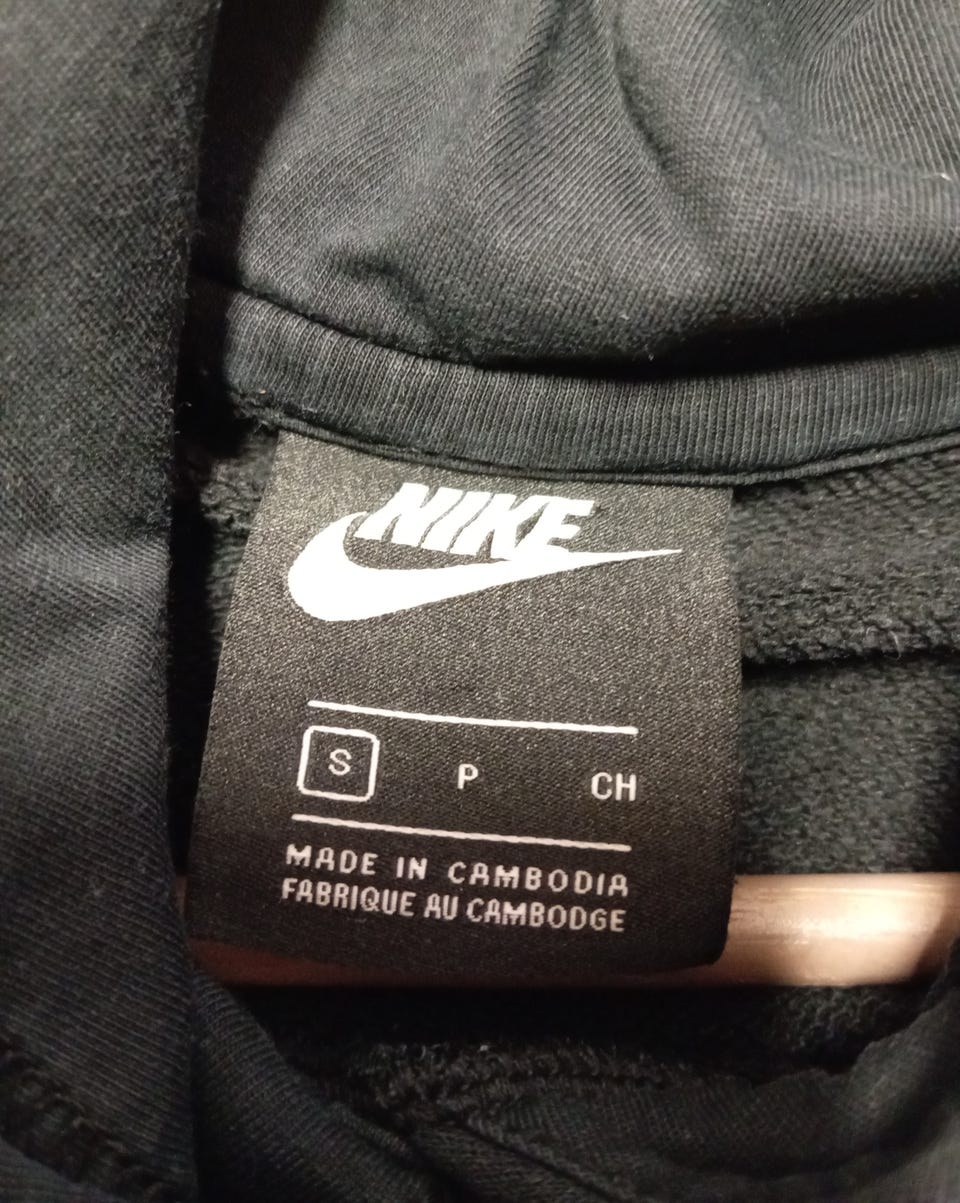 NIKE
S P CH
MADE IN CAMBODIA
FABRIQUE AU CAMBODGE